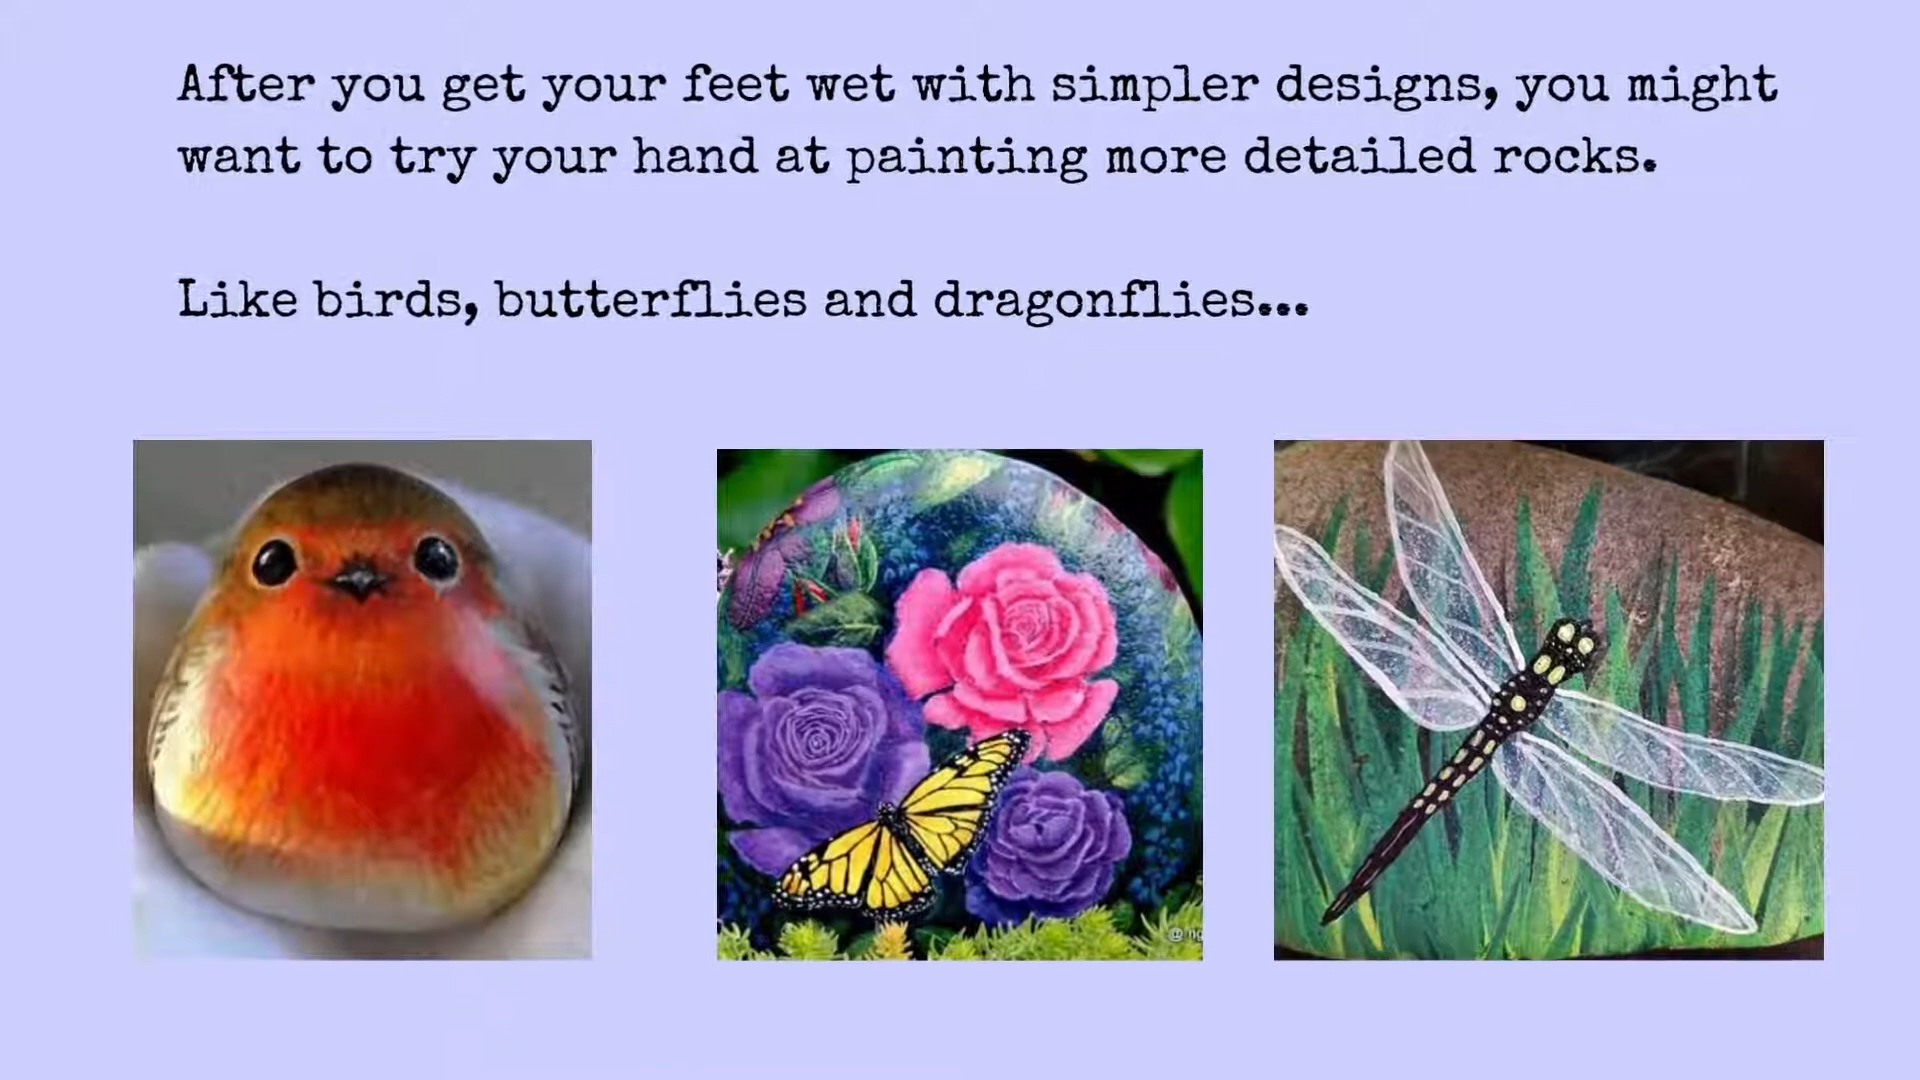 After you get your feet wet with simpler designs, you might
want to try your hand at painting more detailed rocks.
Like birds, butterflies and dragonflies...